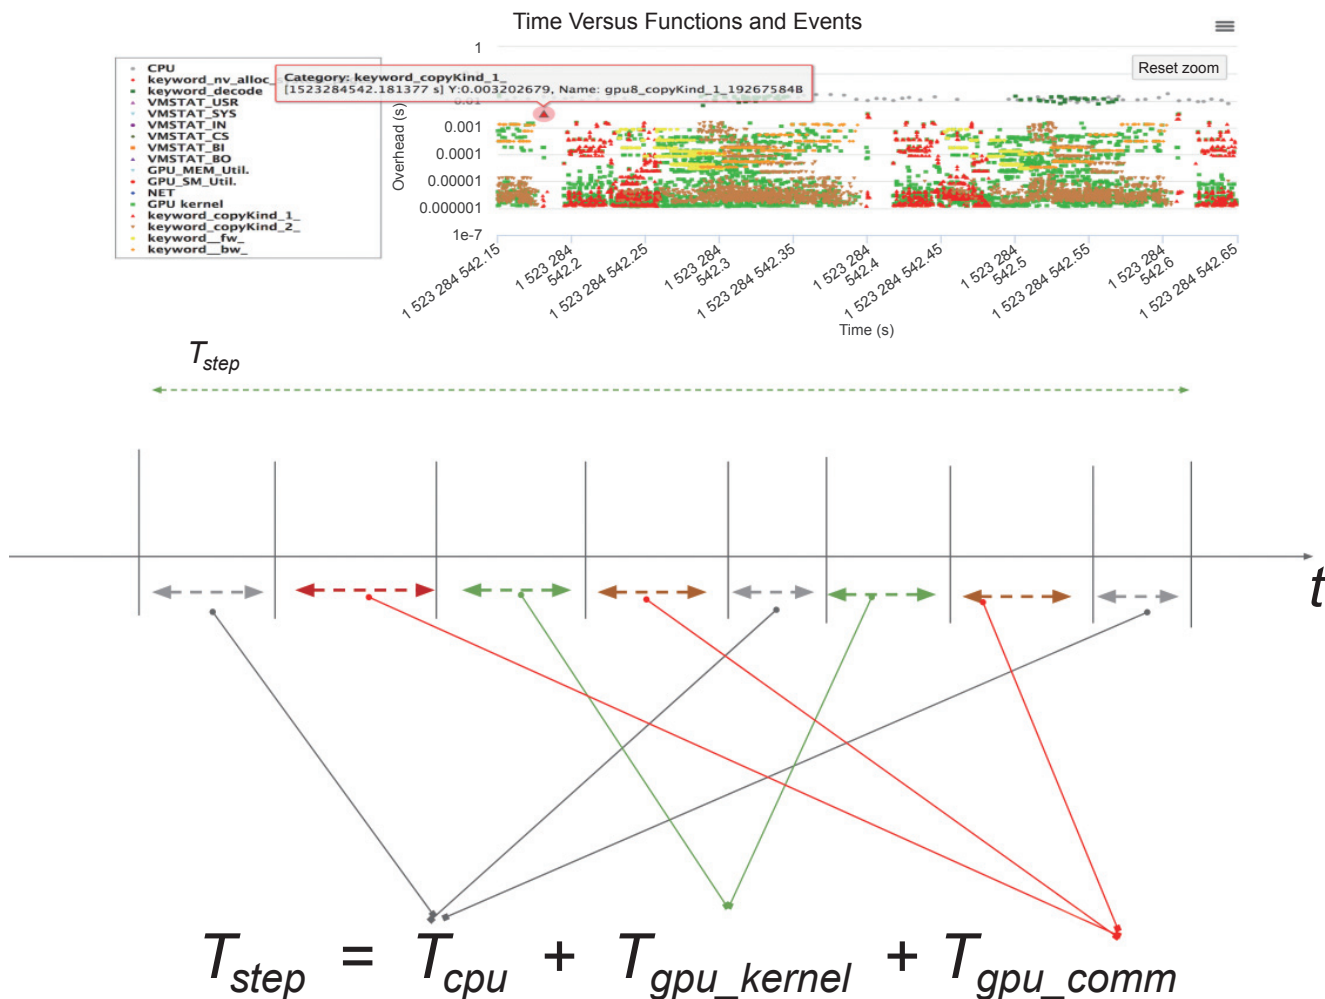 Time Versus Functions and Events
Reset zoom
Category: keyword_copyKind_1_
[1523284542.181377 s] Y:0.003202679, Name: gpu8_copyKind_1_19267584B
CPU
keyword_nv_alloc_
keyword_decode
VMSTAT_USR
VMSTAT_SYS
VMSTAT_IN
VMSTAT_CS
VMSTAT_BI
VMSTAT_BO
GPU_MEM_Util.
GPU_SM_Util.
NET
GPU kernel
keyword_copyKind_1_
keyword_copyKind_2_
keyword__fw_
keyword__bw_
Overhead (s)
1
0.01
0.001
0.0001
0.00001
0.000001
1e-7
1 523 284 542.15
1 523 284
542.2
1 523 284 542.25
1 523 284
542.3
1 523 284 542.35
1 523 284
542.4
1 523 284 542.45
1 523 284
542.5
1 523 284 542.55
1 523 284
542.6
1 523 284 542.65
Time (s)
Tstep
t
Tstep = Tcpu + Tgpu_kernel + Tgpu_comm